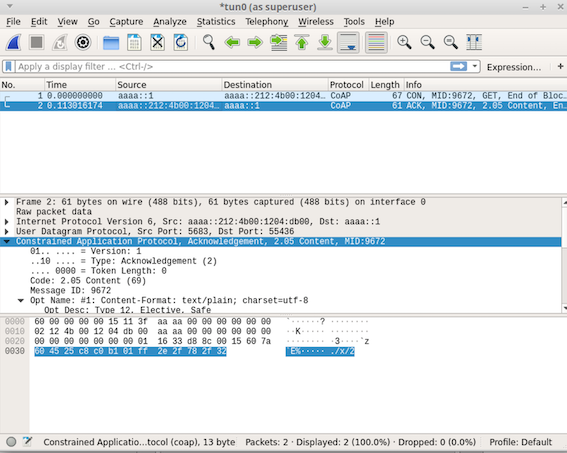 *tun0 (as superuser)
File Edit View Go Capture Analyze Statistics Telephony Wireless Tools Help
Apply a display filter ... <Ctrl-/> Expression... +
No. Time Source Destination Protocol Length Info
1 0.000000000 aaaa::1 aaaa::212:4b00:1204… CoAP 67 CON, MID:9672, GET, End of Bloc…
2 0.113016174 aaaa::212:4b00:1204… aaaa::1 CoAP 61 ACK, MID:9672, 2.05 Content, En…
Frame 2: 61 bytes on wire (488 bits), 61 bytes captured (488 bits) on interface 0
Raw packet data
Internet Protocol Version 6, Src: aaaa::212:4b00:1204:db00, Dst: aaaa::1
User Datagram Protocol, Src Port: 5683, Dst Port: 55436
Constrained Application Protocol, Acknowledgement, 2.05 Content, MID:9672
01.. .... = Version: 1
..10 .... = Type: Acknowledgement (2)
.... 0000 = Token Length: 0
Code: 2.05 Content (69)
Message ID: 9672
Opt Name: #1: Content-Format: text/plain; charset=utf-8
Opt Desc: Type 12, Elective, Safe
0000 60 00 00 00 00 15 11 3f aa aa 00 00 00 00 00 00 `······? ········
0010 02 12 4b 00 12 04 db 00 aa aa 00 00 00 00 00 00 ··K····· ········
0020 00 00 00 00 00 00 00 01 16 33 d8 8c 00 15 60 7a ········ ·3····`z
0030 60 45 25 c8 c0 b1 01 ff 2e 2f 78 2f 32 `E%····· ./x/2
Constrained Applicatio…tocol (coap), 13 byte Packets: 2 · Displayed: 2 (100.0%) · Dropped: 0 (0.0%) Profile: Default